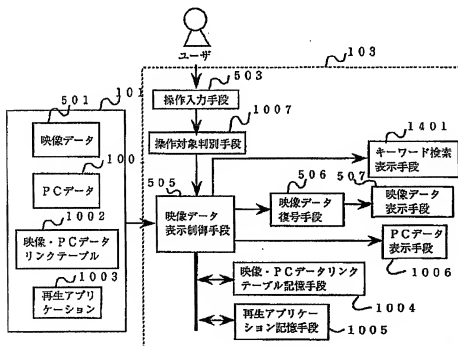 ユーザ
103
503
操作入力手段
1007
操作対象判別手段
501
101
映像データ
100
PCデータ
1002
映像・PCデータ
リンクテーブル
1003
再生アプリ
ケーション
505
映像データ
表示制御手段
506
映像データ
復号手段
507
映像データ
表示手段
1401
キーワード検索
表示手段
PCデータ
表示手段
1006
映像・PCデータリンク
テーブル記憶手段
1004
再生アプリケー
ション記憶手段
1005